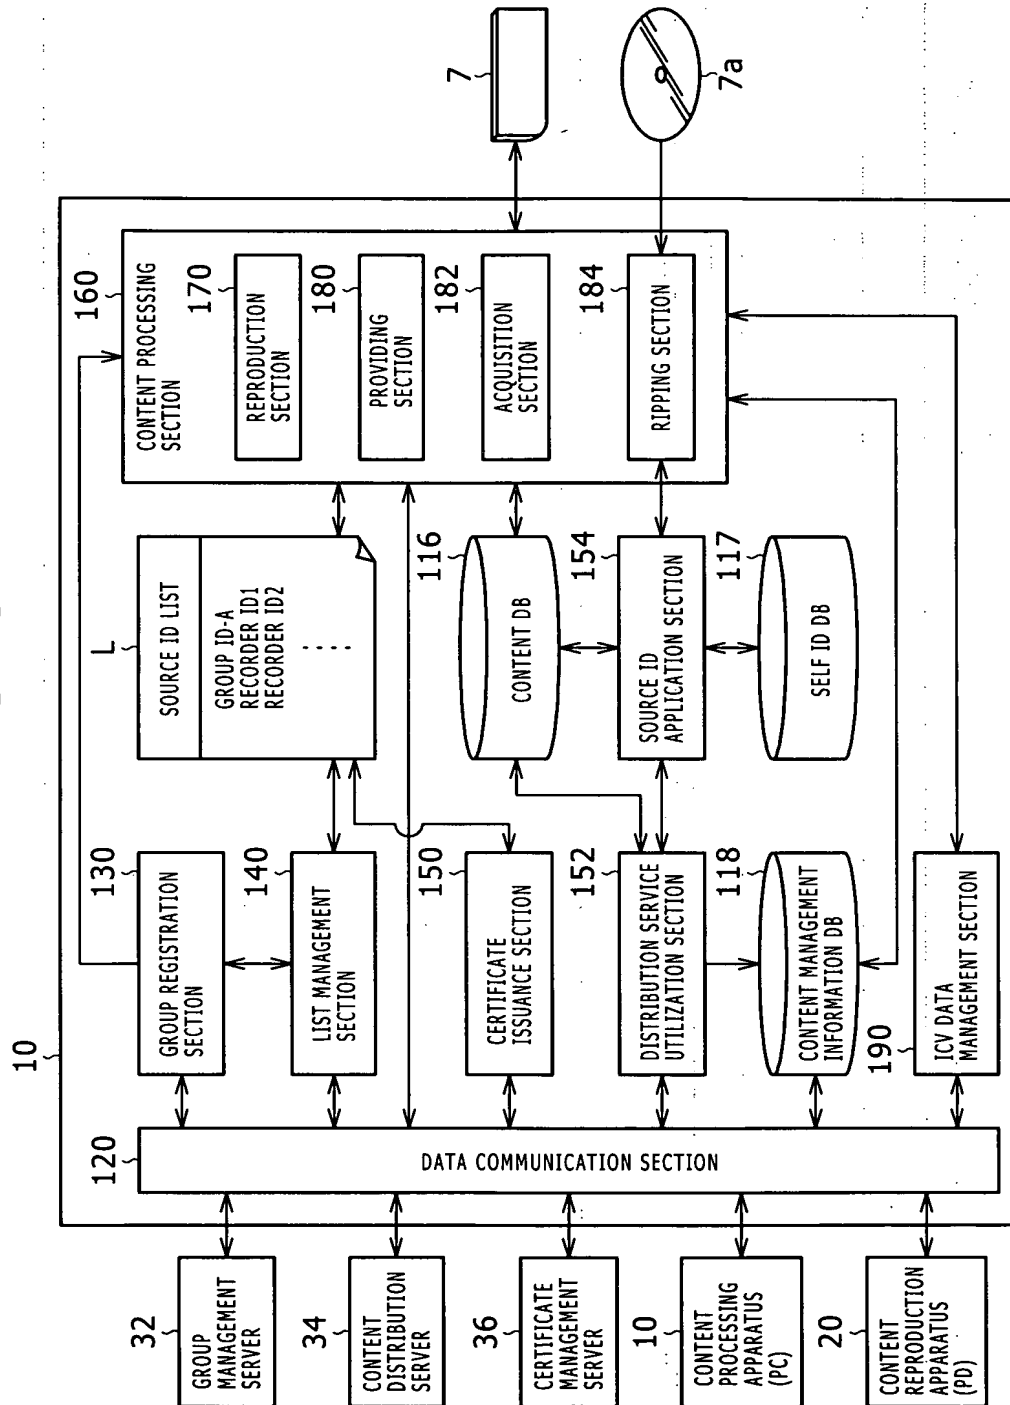 10
120
DATA COMMUNICATION SECTION
32
GROUP
MANAGEMENT
SERVER
34
CONTENT
DISTRIBUTION
SERVER
36
CERTIFICATE
MANAGEMENT
SERVER
10
CONTENT
PROCESSING
APPARATUS
(PC)
20
CONTENT
REPRODUCTION
APPARATUS
(PD)
130
GROUP REGISTRATION
SECTION
140
LIST MANAGEMENT
SECTION
150
CERTIFICATE
ISSUANCE SECTION
152
DISTRIBUTION SERVICE
UTILIZATION SECTION
118
CONTENT MANAGEMENT
INFORMATION DB
190
ICV DATA
MANAGEMENT SECTION
L
SOURCE ID LIST
GROUP ID-A
RECORDER ID1
RECORDER ID2
....
116
CONTENT DB
154
SOURCE ID
APPLICATION SECTION
117
SELF ID DB
160
CONTENT PROCESSING
SECTION
170
REPRODUCTION
SECTION
180
PROVIDING
SECTION
182
ACQUISITION
SECTION
184
RIPPING SECTION
7
7a